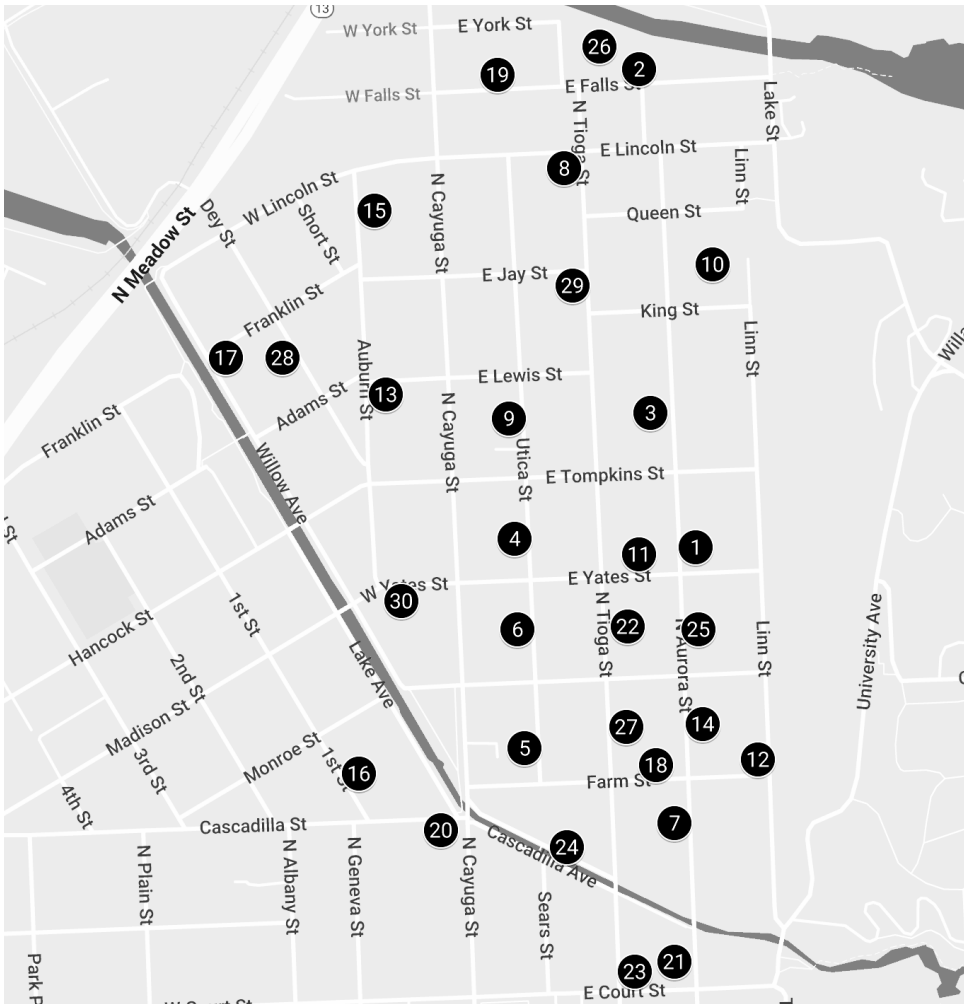 13
W York St
E York St
26
2
19
E Falls St
W Falls St
Lake St
N Tioga St
E Lincoln St
8
Linn St
W Lincoln St
N Cayuga St
15
Dey St
Short St
Queen St
N Meadow St
10
E Jay St
29
Franklin St
King St
Linn St
17
28
Auburn St
13
E Lewis St
Adams St
9
3
Franklin St
N Cayuga St
Utica St
E Tompkins St
Willow Ave
Adams St
St
4
1
11
E Yates St
W Yates St
30
1st St
N Tioga St
22
25
6
N Aurora St
Linn St
University Ave
Hancock St
Lake Ave
2nd St
Madison St
27
14
5
12
18
Monroe St
16
1st St
3rd St
Farm St
4th St
Cascadilla St
20
7
24
Cascadilla Ave
N Plain St
N Albany St
N Geneva St
N Cayuga St
Sears St
Park P
21
23
E Court St
W Court St